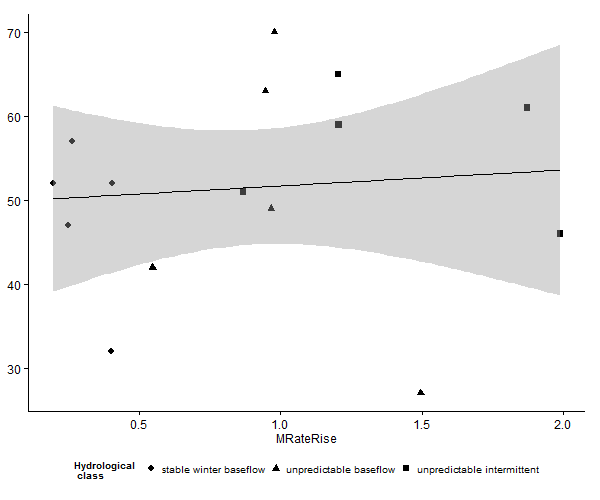 70
60
50
40
30
0.5 1.0 1.5 2.0
MRateRise
Hydrological
class
stable winter baseflow unpredictable baseflow unpredictable intermittent